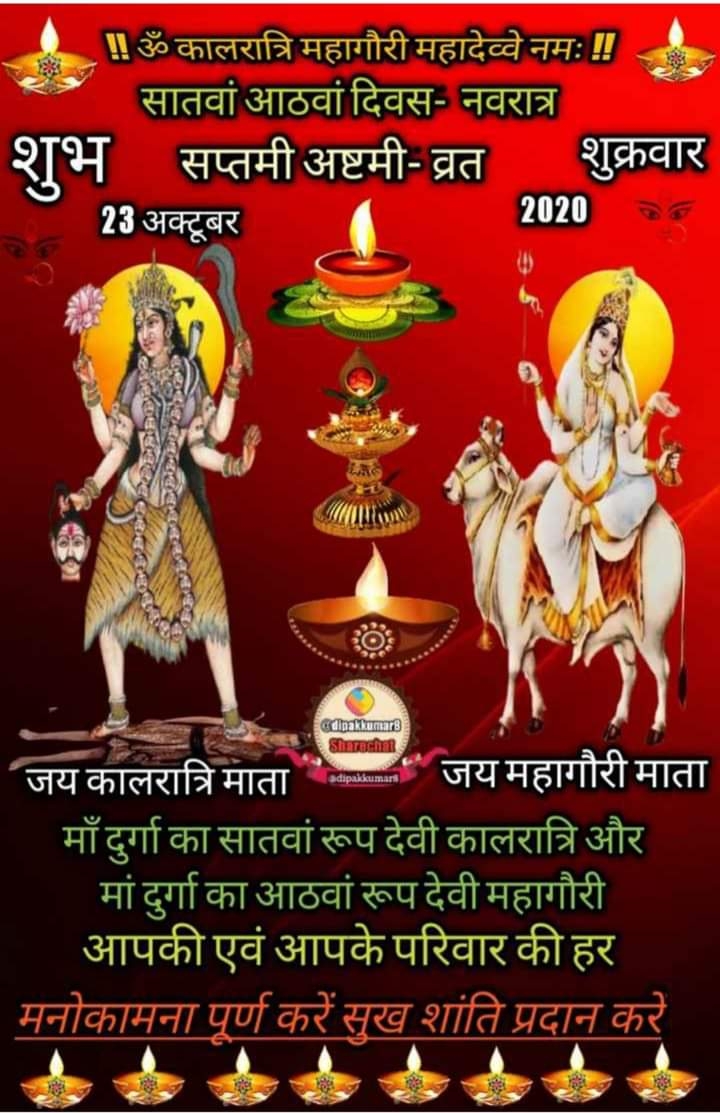 !! ॐ कालरात्रि महागौरी महादेव्वे नमः !!
सातवां आठवां दिवस- नवरात्र
शुभ सप्तमी अष्टमी- व्रत शुक्रवार
23 अक्टूबर 2020
@dipakkumar8
Sharechat
@dipakkumar8
जय कालरात्रि माता जय महागौरी माता
माँ दुर्गा का सातवां रूप देवी कालरात्रि और
मां दुर्गा का आठवां रूप देवी महागौरी
आपकी एवं आपके परिवार की हर
मनोकामना पूर्ण करें सुख शांति प्रदान करे